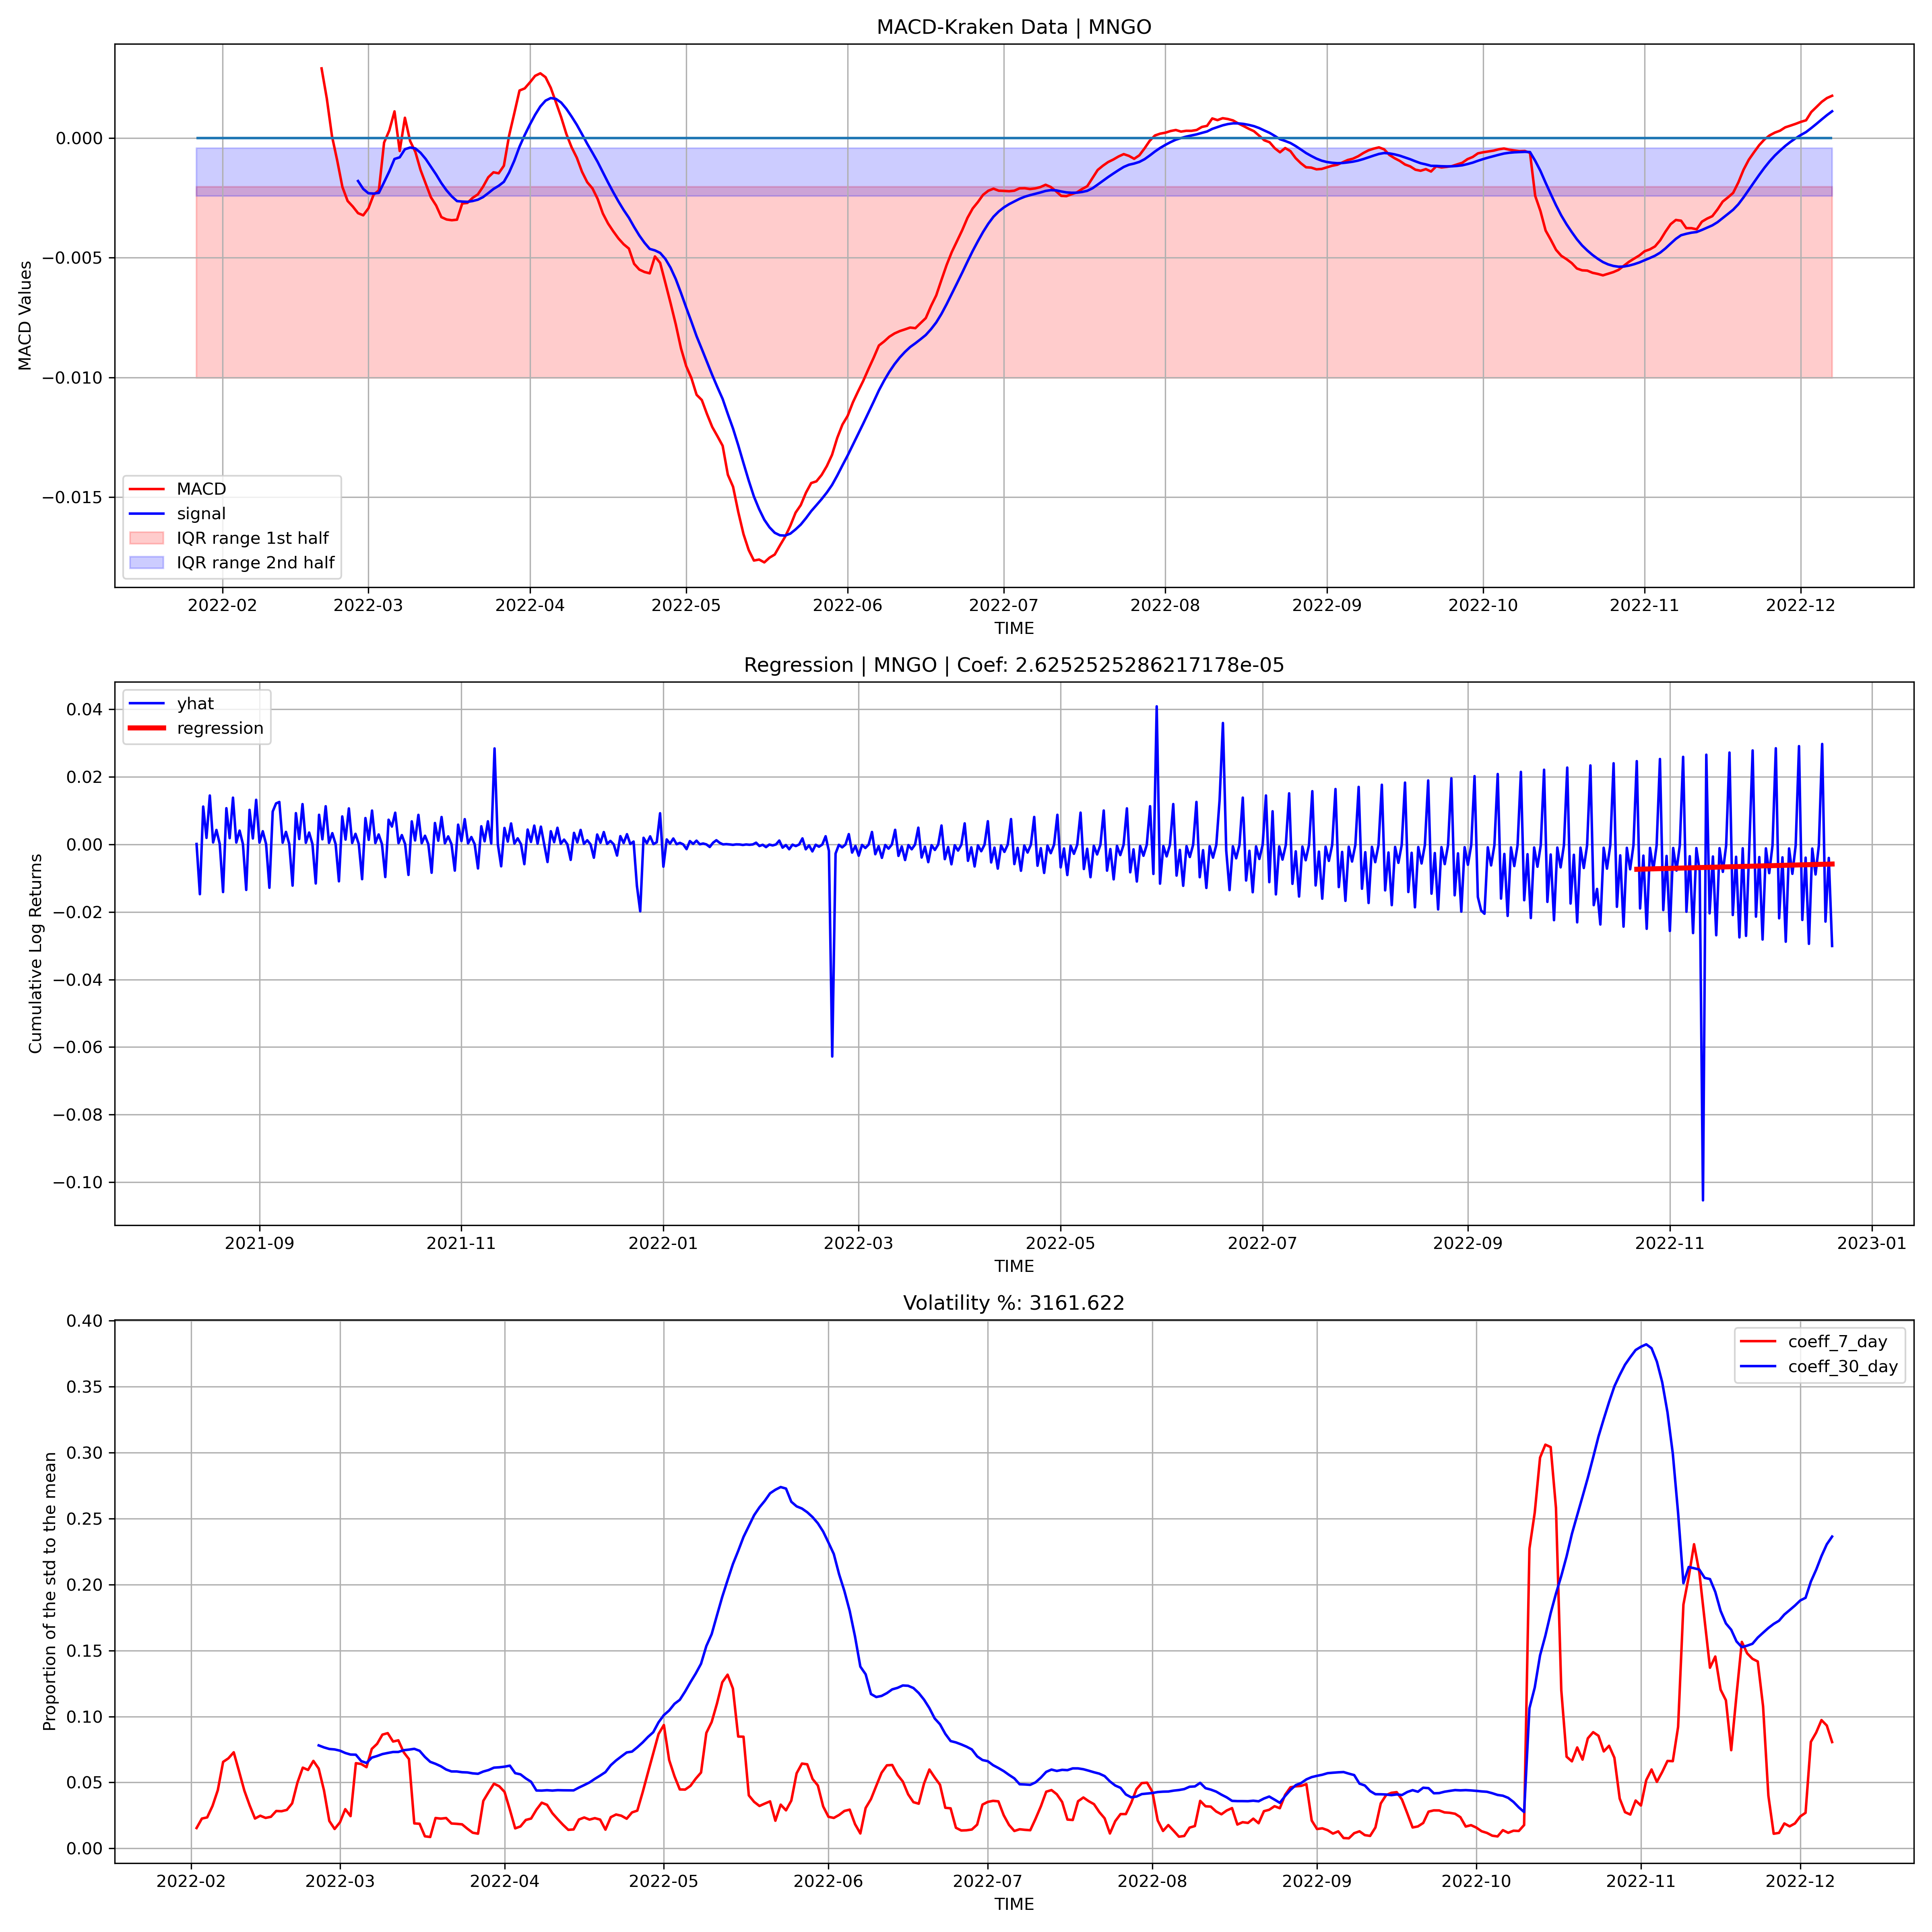 MACD-Kraken Data | MNGO
MACD Values
0.000
−0.005
−0.010
−0.015
MACD
signal
IQR range 1st half
IQR range 2nd half
2022-02 2022-03 2022-04 2022-05 2022-06 2022-07 2022-08 2022-09 2022-10 2022-11 2022-12
TIME
Regression | MNGO | Coef: 2.6252525286217178e-05
yhat
regression
Cumulative Log Returns
0.04
0.02
0.00
−0.02
−0.04
−0.06
−0.08
−0.10
2021-09 2021-11 2022-01 2022-03 2022-05 2022-07 2022-09 2022-11 2023-01
TIME
Volatility %: 3161.622
coeff_7_day
coeff_30_day
Proportion of the std to the mean
0.40
0.35
0.30
0.25
0.20
0.15
0.10
0.05
0.00
2022-02 2022-03 2022-04 2022-05 2022-06 2022-07 2022-08 2022-09 2022-10 2022-11 2022-12
TIME